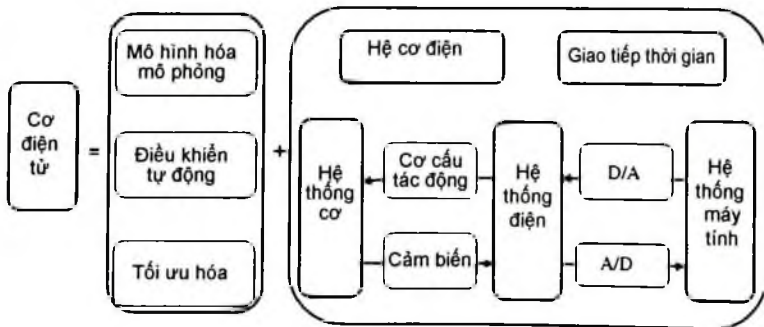 Cơ
điện
tử
=
Mô hình hóa
mô phỏng
Điều khiển
tự động
Tối ưu hóa
+
Hệ cơ điện
Giao tiếp thời gian
Hệ
thống
cơ
Cơ cấu
tác động
Cảm biến
Hệ
thống
điện
D/A
A/D
Hệ
thống
máy
tính